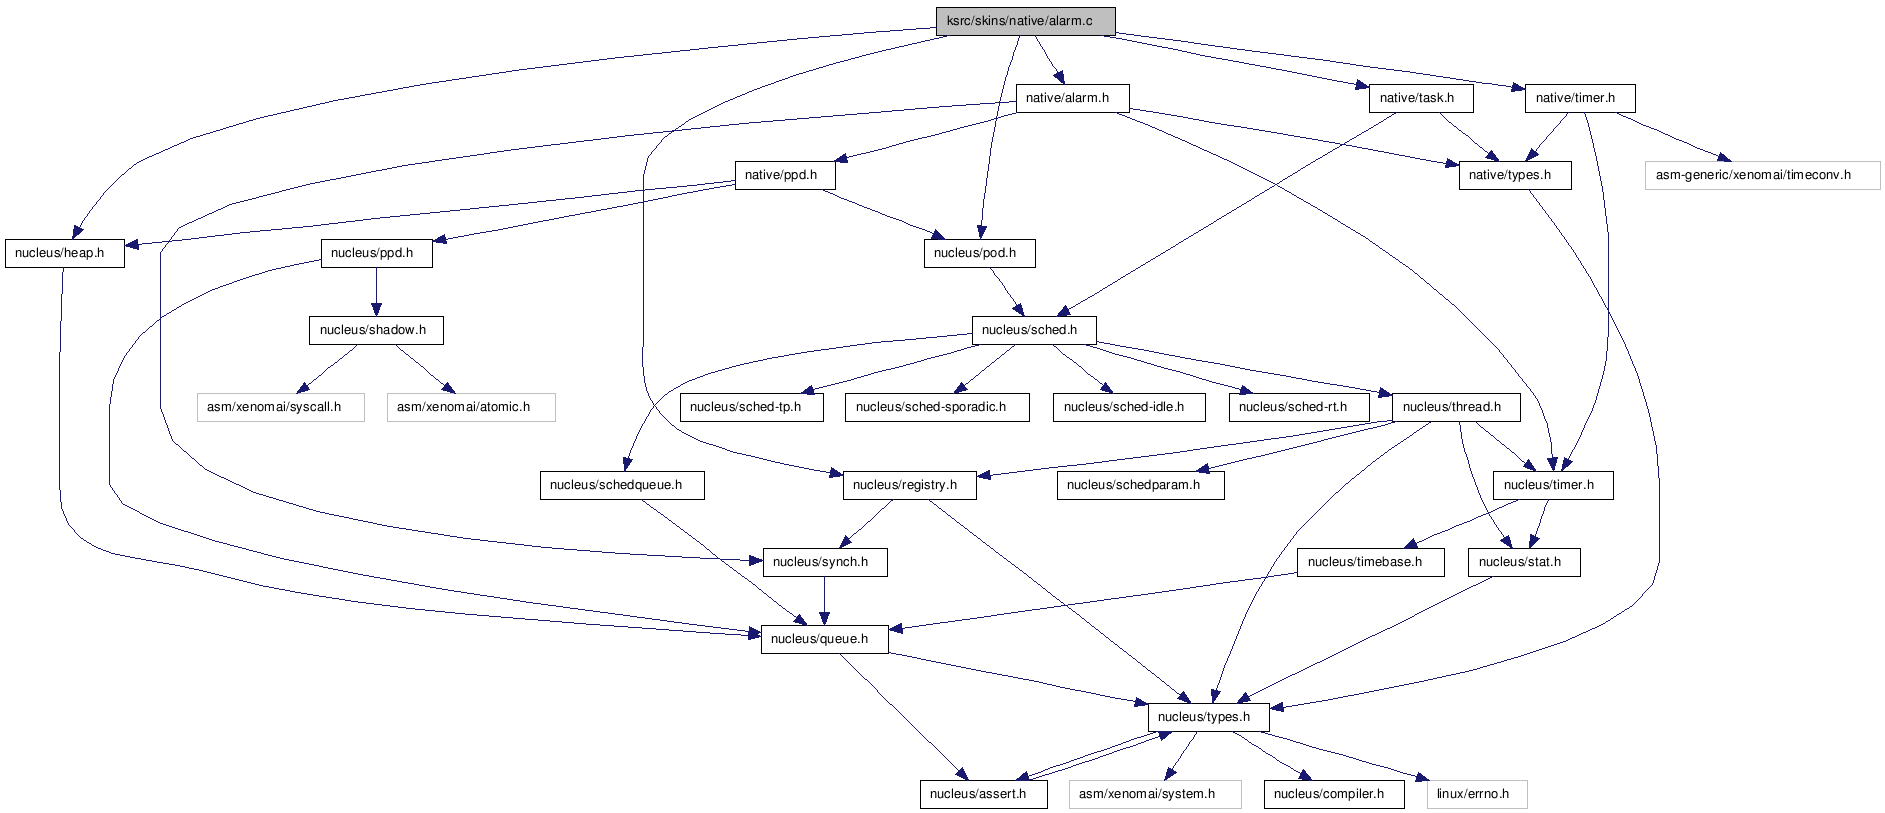 ksrc/skins/native/alarm.c
native/alarm.h
native/task.h
native/timer.h
native/ppd.h
native/types.h
asm-generic/xenomai/timeconv.h
nucleus/heap.h
nucleus/ppd.h
nucleus/pod.h
nucleus/shadow.h
nucleus/sched.h
asm/xenomai/syscall.h
asm/xenomai/atomic.h
nucleus/sched-tp.h
nucleus/sched-sporadic.h
nucleus/sched-idle.h
nucleus/sched-rt.h
nucleus/thread.h
nucleus/schedqueue.h
nucleus/registry.h
nucleus/schedparam.h
nucleus/timer.h
nucleus/synch.h
nucleus/timebase.h
nucleus/stat.h
nucleus/queue.h
nucleus/types.h
nucleus/assert.h
asm/xenomai/system.h
nucleus/compiler.h
linux/errno.h